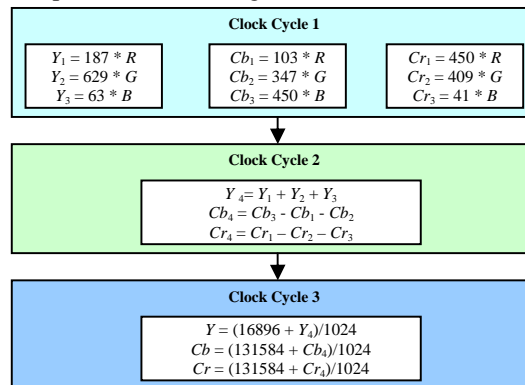 Clock Cycle 1
Y1 = 187 * R
Y2 = 629 * G
Y3 = 63 * B
Cb1 = 103 * R
Cb2 = 347 * G
Cb3 = 450 * B
Cr1 = 450 * R
Cr2 = 409 * G
Cr3 = 41 * B
Clock Cycle 2
Y 4= Y1 + Y2 + Y3
Cb4 = Cb3 - Cb1 - Cb2
Cr4 = Cr1 – Cr2 – Cr3
Clock Cycle 3
Y = (16896 + Y4)/1024
Cb = (131584 + Cb4)/1024
Cr = (131584 + Cr4)/1024